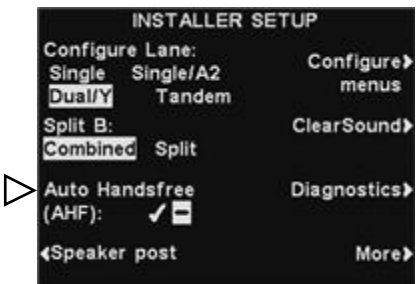 INSTALLER SETUP
Configure Lane:
Single Single/A2
Dual/Y Tandem
Configure
menus
Split B:
Combined Split
ClearSound
Auto Handsfree
(AHF): ✓ –
Diagnostics
Speaker post
More